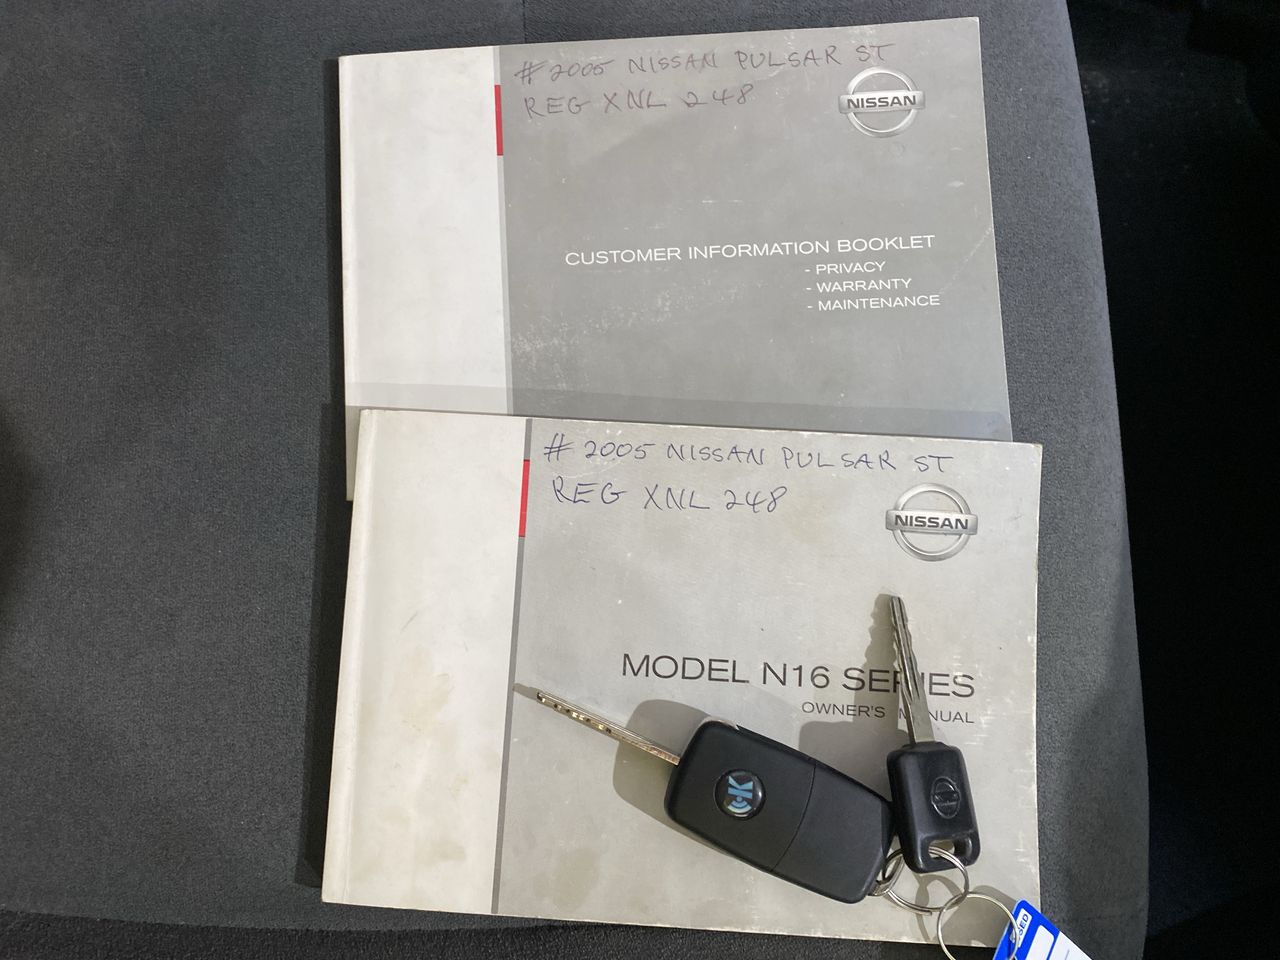 # 2005 NISSAN PULSAR ST
REG XNL 248
NISSAN
CUSTOMER INFORMATION BOOKLET
- PRIVACY
- WARRANTY
- MAINTENANCE
# 2005 NISSAN PULSAR ST
REG XNL 248
NISSAN
MODEL N16 SERIES
OWNER'S MANUAL
K